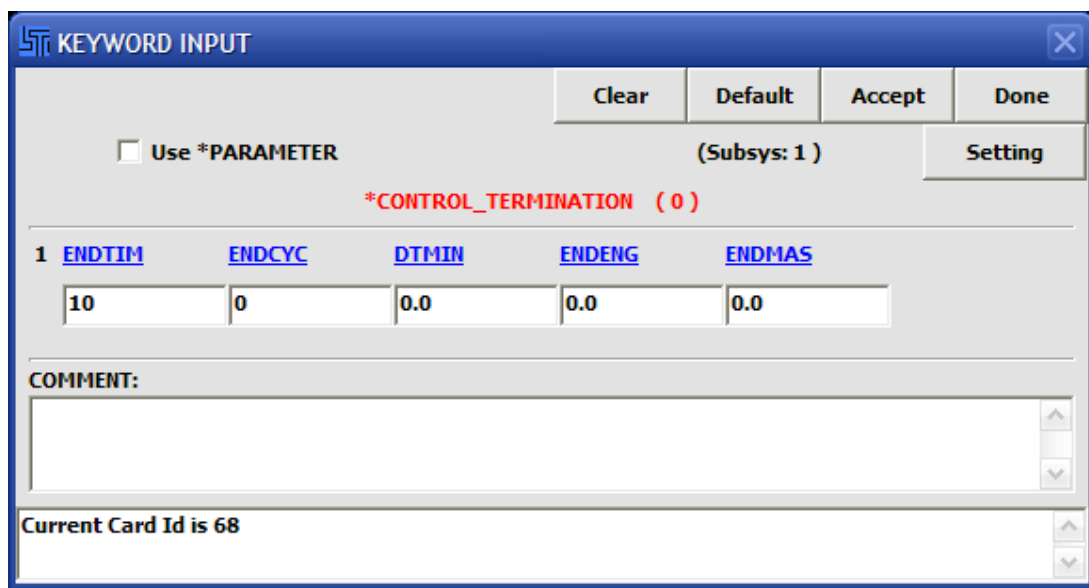 KEYWORD INPUT
Clear Default Accept Done
Use *PARAMETER (Subsys: 1 ) Setting
*CONTROL_TERMINATION ( 0 )
1 ENDTIM ENDCYC DTMIN ENDENG ENDMAS
10 0 0.0 0.0 0.0
COMMENT:
Current Card Id is 68